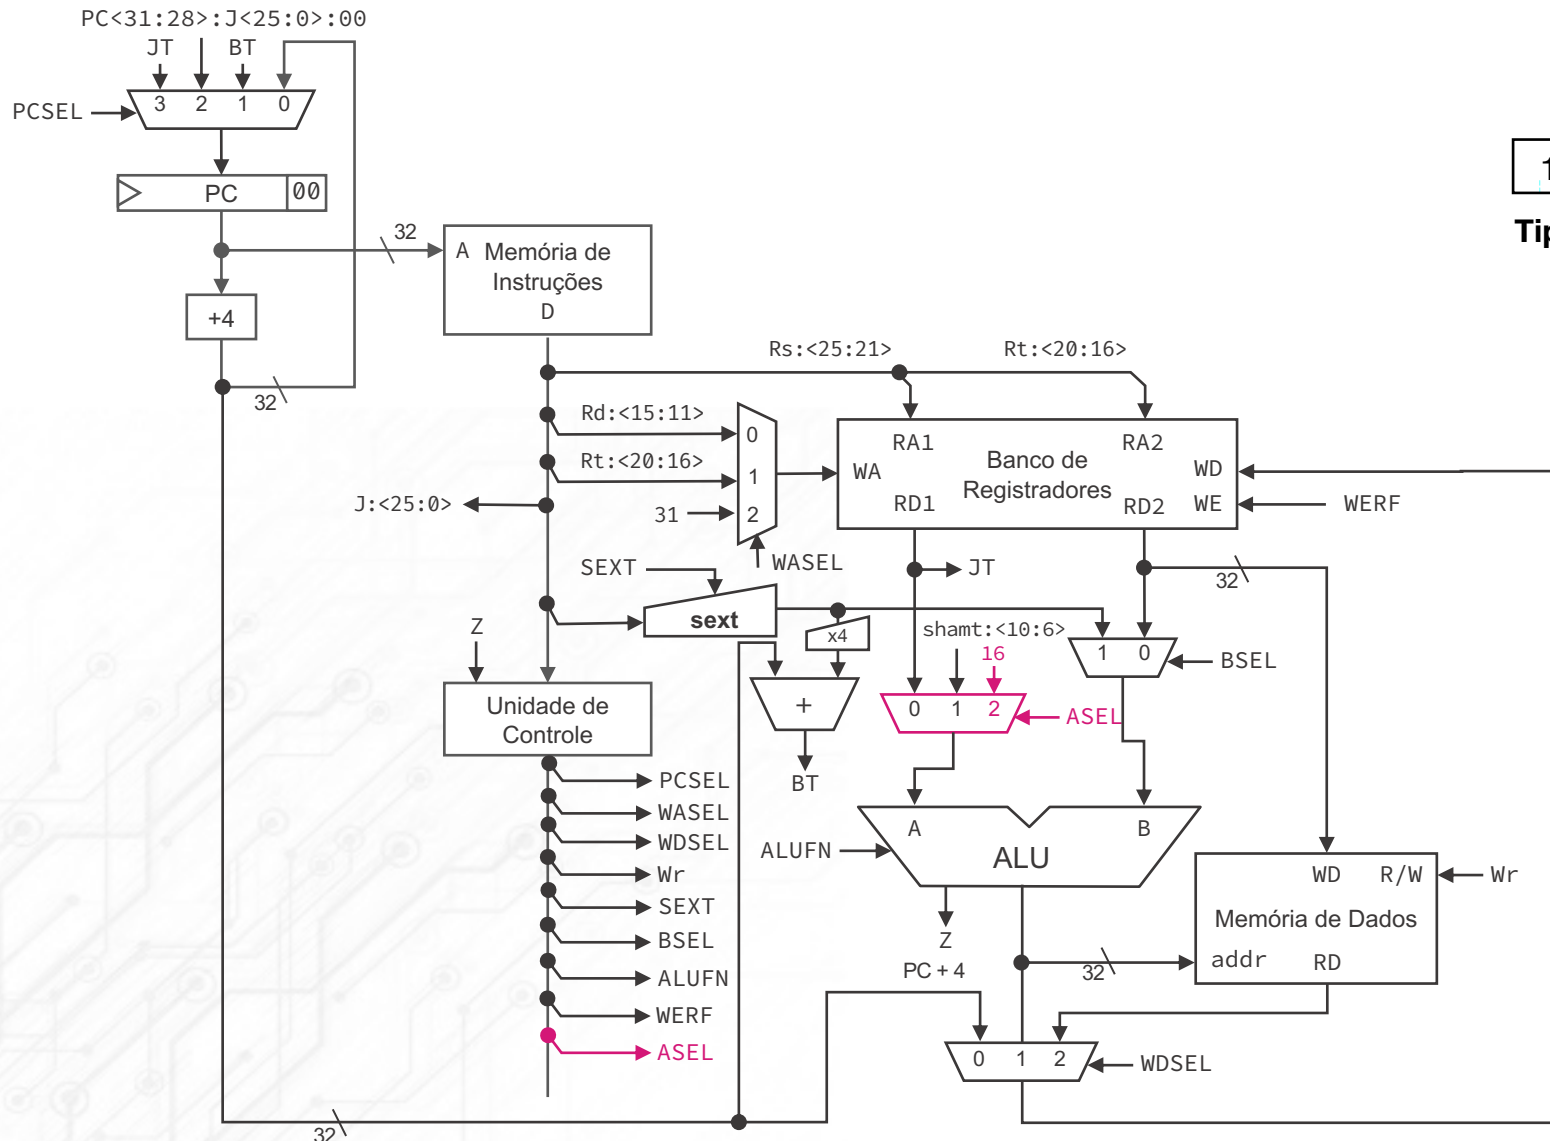 PC<31:28>:J<25:0>:00
JT
BT
3 2 1 0
PCSEL
PC 00
32
A Memória de
Instruções
D
+4
32
1
Rs:<25:21>
Rt:<20:16>
Rd:<15:11>
0
Rt:<20:16>
1
31
2
WASEL
J:<25:0>
RA1
RA2
WA
Banco de
Registradores
WD
RD1
RD2
WE
WERF
SEXT
sext
JT
32
x4
shamt:<10:6>
16
1 0
BSEL
Z
Unidade de
Controle
+
0 1 2
ASEL
BT
PCSEL
WASEL
WDSEL
Wr
SEXT
BSEL
ALUFN
WERF
ASEL
A
B
ALUFN
ALU
Z
WD
R/W
Wr
Memória de Dados
addr
RD
32
PC + 4
0 1 2
WDSEL
32